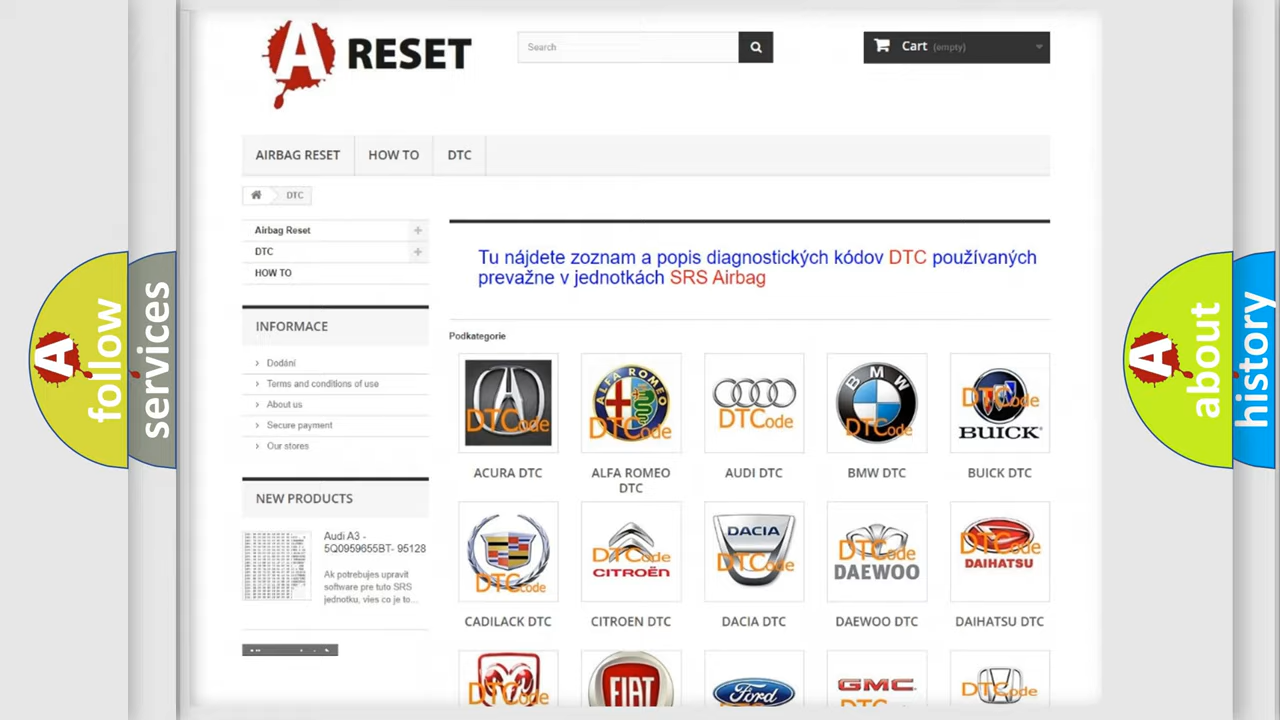 A RESET
Search
Cart (empty)
AIRBAG RESET
HOW TO
DTC
DTC
Airbag Reset
DTC
HOW TO
INFORMACE
Dodání
Terms and conditions of use
About us
Secure payment
Our stores
NEW PRODUCTS
Audi A3 -
5Q0959655BT- 95128
Ak potrebujes upravit
software pre tuto SRS
jednotku, vies co je to...
Tu nájdete zoznam a popis diagnostických kódov DTC používaných
prevažne v jednotkách SRS Airbag
Podkategorie
DTCode
ALFA ROMEO
DTCode
DTCode
BMW
DTCode
DTCode
BUICK
ACURA DTC
ALFA ROMEO
DTC
AUDI DTC
BMW DTC
BUICK DTC
DTCode
DTCode
CITROËN
DACIA
DTCode
DTCode
DAEWOO
DTCode
DAIHATSU
CADILACK DTC
CITROEN DTC
DACIA DTC
DAEWOO DTC
DAIHATSU DTC
DTCode
FIAT
Ford
GMC
DTCode
A
follow
services
A
about
history